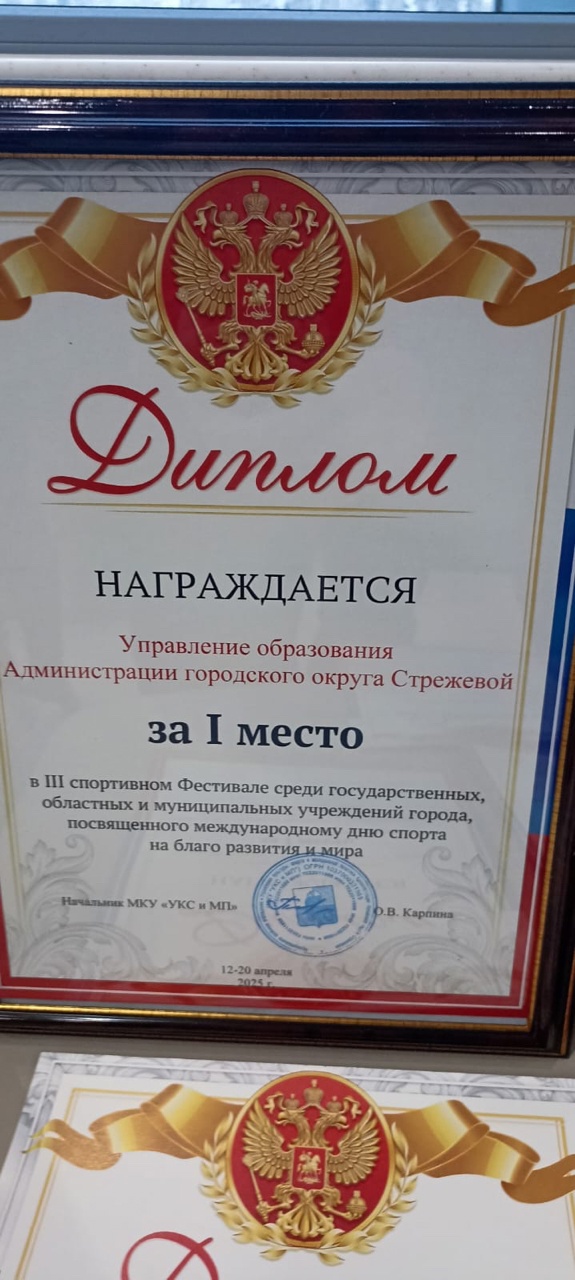 Диплом
НАГРАЖДАЕТСЯ
Управление образования
Администрации городского округа Стрежевой
за I место
в III спортивном Фестивале среди государственных,
областных и муниципальных учреждений города,
посвященного международному дню спорта
на благо развития и мира
Начальник МКУ «УКС и МП»
О.В. Карпина
12-20 апреля
2025 г.
Д